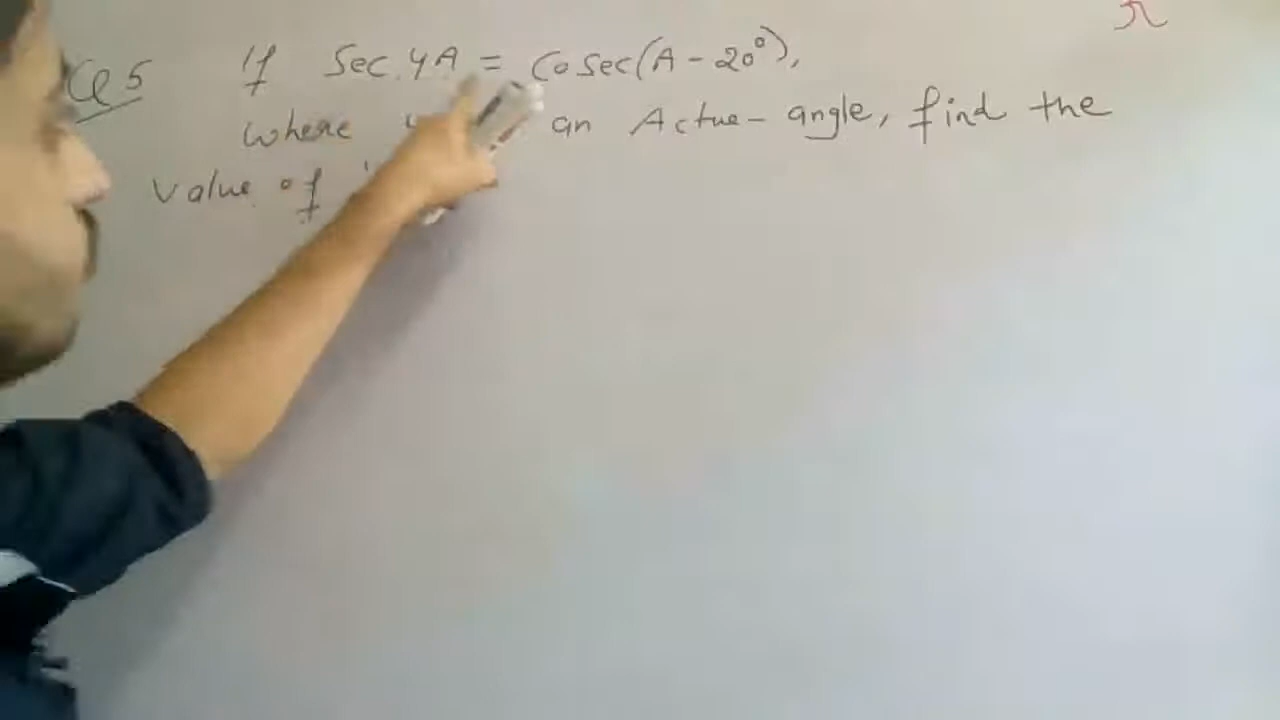 Q5 If Sec 4A = Cosec(A - 20°),
where an Actue- angle, find the
value of